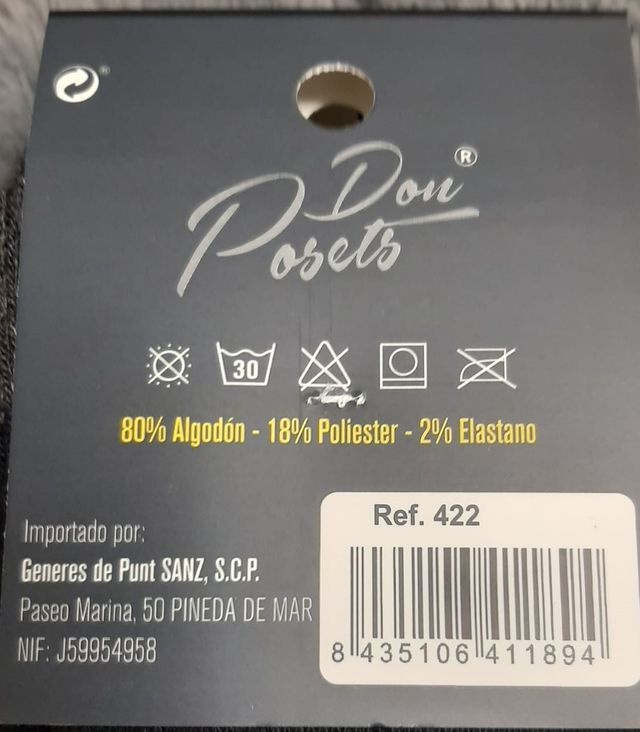 Don ®
Posets
30
80% Algodón - 18% Poliester - 2% Elastano
Importado por:
Generes de Punt SANZ, S.C.P.
Paseo Marina, 50 PINEDA DE MAR
NIF: J59954958
Ref. 422
8 435106 411894